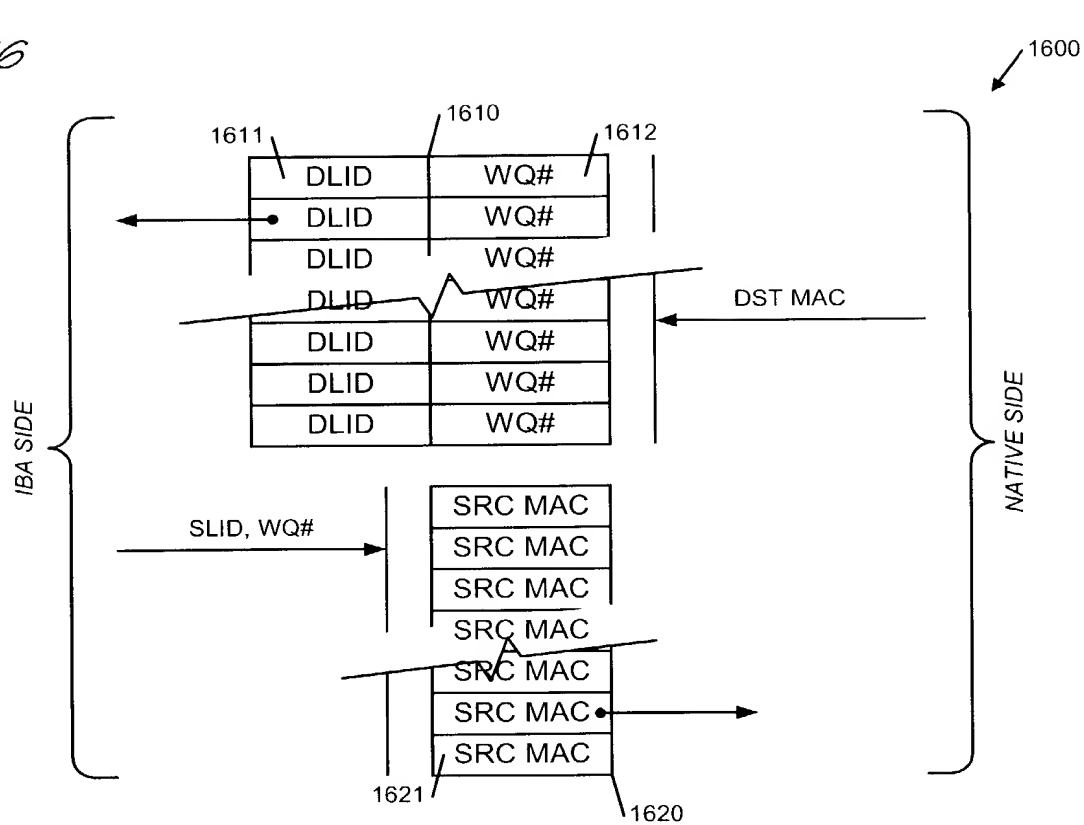 6
1600
1610
1611
1612
DLID WQ#
DLID WQ#
DLID WQ#
DLID WQ#
DLID WQ#
DLID WQ#
DLID WQ#
DST MAC
IBA SIDE
NATIVE SIDE
SLID, WQ#
SRC MAC
SRC MAC
SRC MAC
SRC MAC
SRC MAC
SRC MAC
SRC MAC
1621
1620